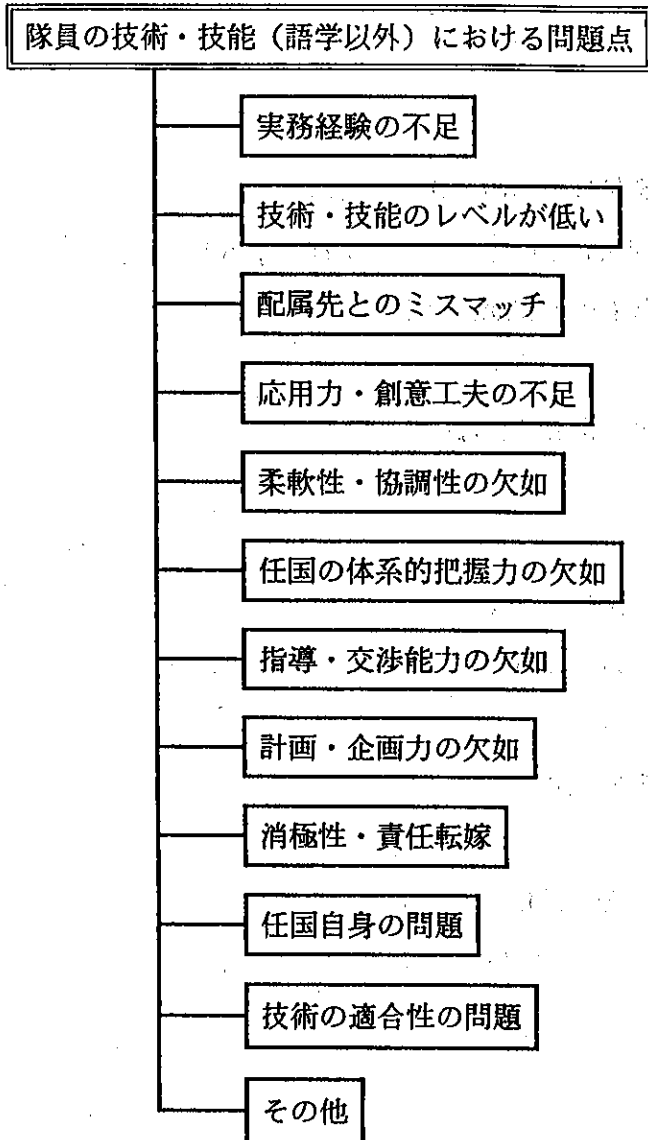 隊員の技術・技能（語学以外）における問題点
実務経験の不足
技術・技能のレベルが低い
配属先とのミスマッチ
応用力・創意工夫の不足
柔軟性・協調性の欠如
任国の体系的把握力の欠如
指導・交渉能力の欠如
計画・企画力の欠如
消極性・責任転嫁
任国自身の問題
技術の適合性の問題
その他